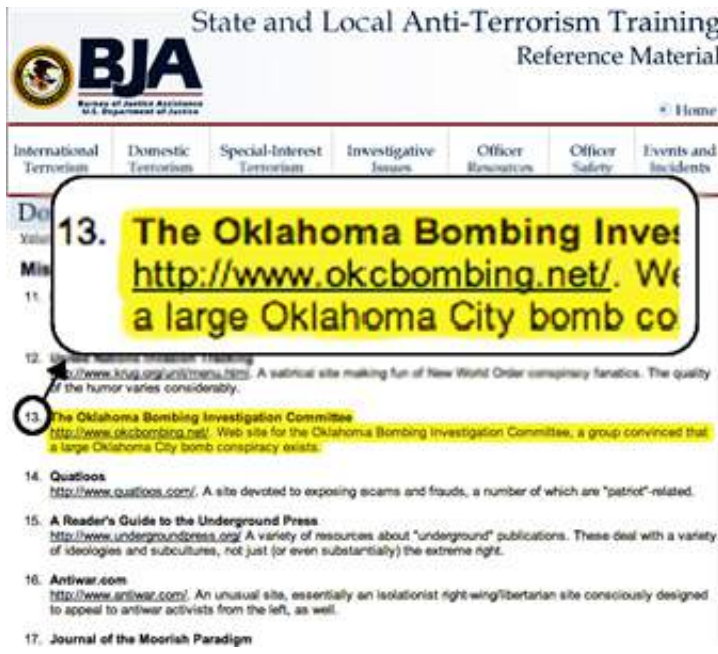 State and Local Anti-Terrorism Training
Reference Material
BJA
Bureau of Justice Assistance
U.S. Department of Justice
Home
International Terrorism
Domestic Terrorism
Special-Interest Terrorism
Investigative Issues
Officer Resources
Officer Safety
Events and Incidents
Do
13. The Oklahoma Bombing Inves
http://www.okcbombing.net/. We
a large Oklahoma City bomb co
Mis
11.
12. United Nations Invasion Tracking
http://www.krug.org/unit/menu.html. A satirical site making fun of New World Order conspiracy fanatics. The quality
of the humor varies considerably.
13. The Oklahoma Bombing Investigation Committee
http://www.okcbombing.net/. Web site for the Oklahoma Bombing Investigation Committee, a group convinced that
a large Oklahoma City bomb conspiracy exists.
14. Quatloos
http://www.quatloos.com/. A site devoted to exposing scams and frauds, a number of which are "patriot"-related.
15. A Reader's Guide to the Underground Press
http://www.undergroundpress.org/ A variety of resources about "underground" publications. These deal with a variety
of ideologies and subcultures, not just (or even substantially) the extreme right.
16. Antiwar.com
http://www.antiwar.com/. An unusual site, essentially an isolationist right-wing/libertarian site consciously designed
to appeal to antiwar activists from the left, as well.
17. Journal of the Moorish Paradigm